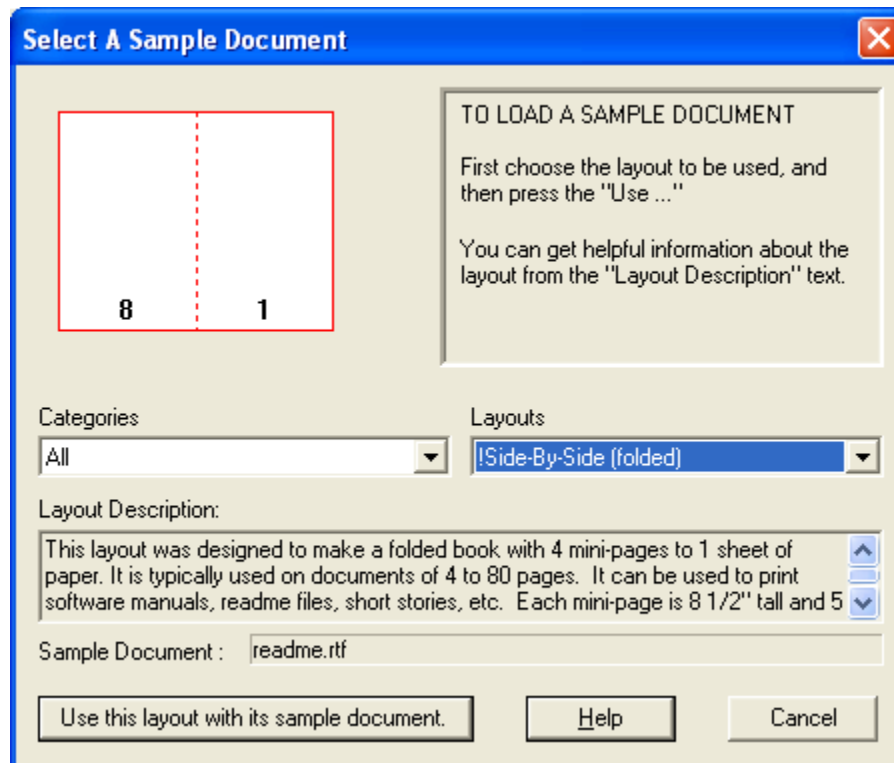 Select A Sample Document
TO LOAD A SAMPLE DOCUMENT
First choose the layout to be used, and
then press the "Use ..."
You can get helpful information about the
layout from the "Layout Description" text.
8 1
Categories
Layouts
All
!Side-By-Side (folded)
Layout Description:
This layout was designed to make a folded book with 4 mini-pages to 1 sheet of
paper. It is typically used on documents of 4 to 80 pages.  It can be used to print
software manuals, readme files, short stories, etc.  Each mini-page is 8 1/2" tall and 5
Sample Document : readme.rtf
Use this layout with its sample document.
Help
Cancel